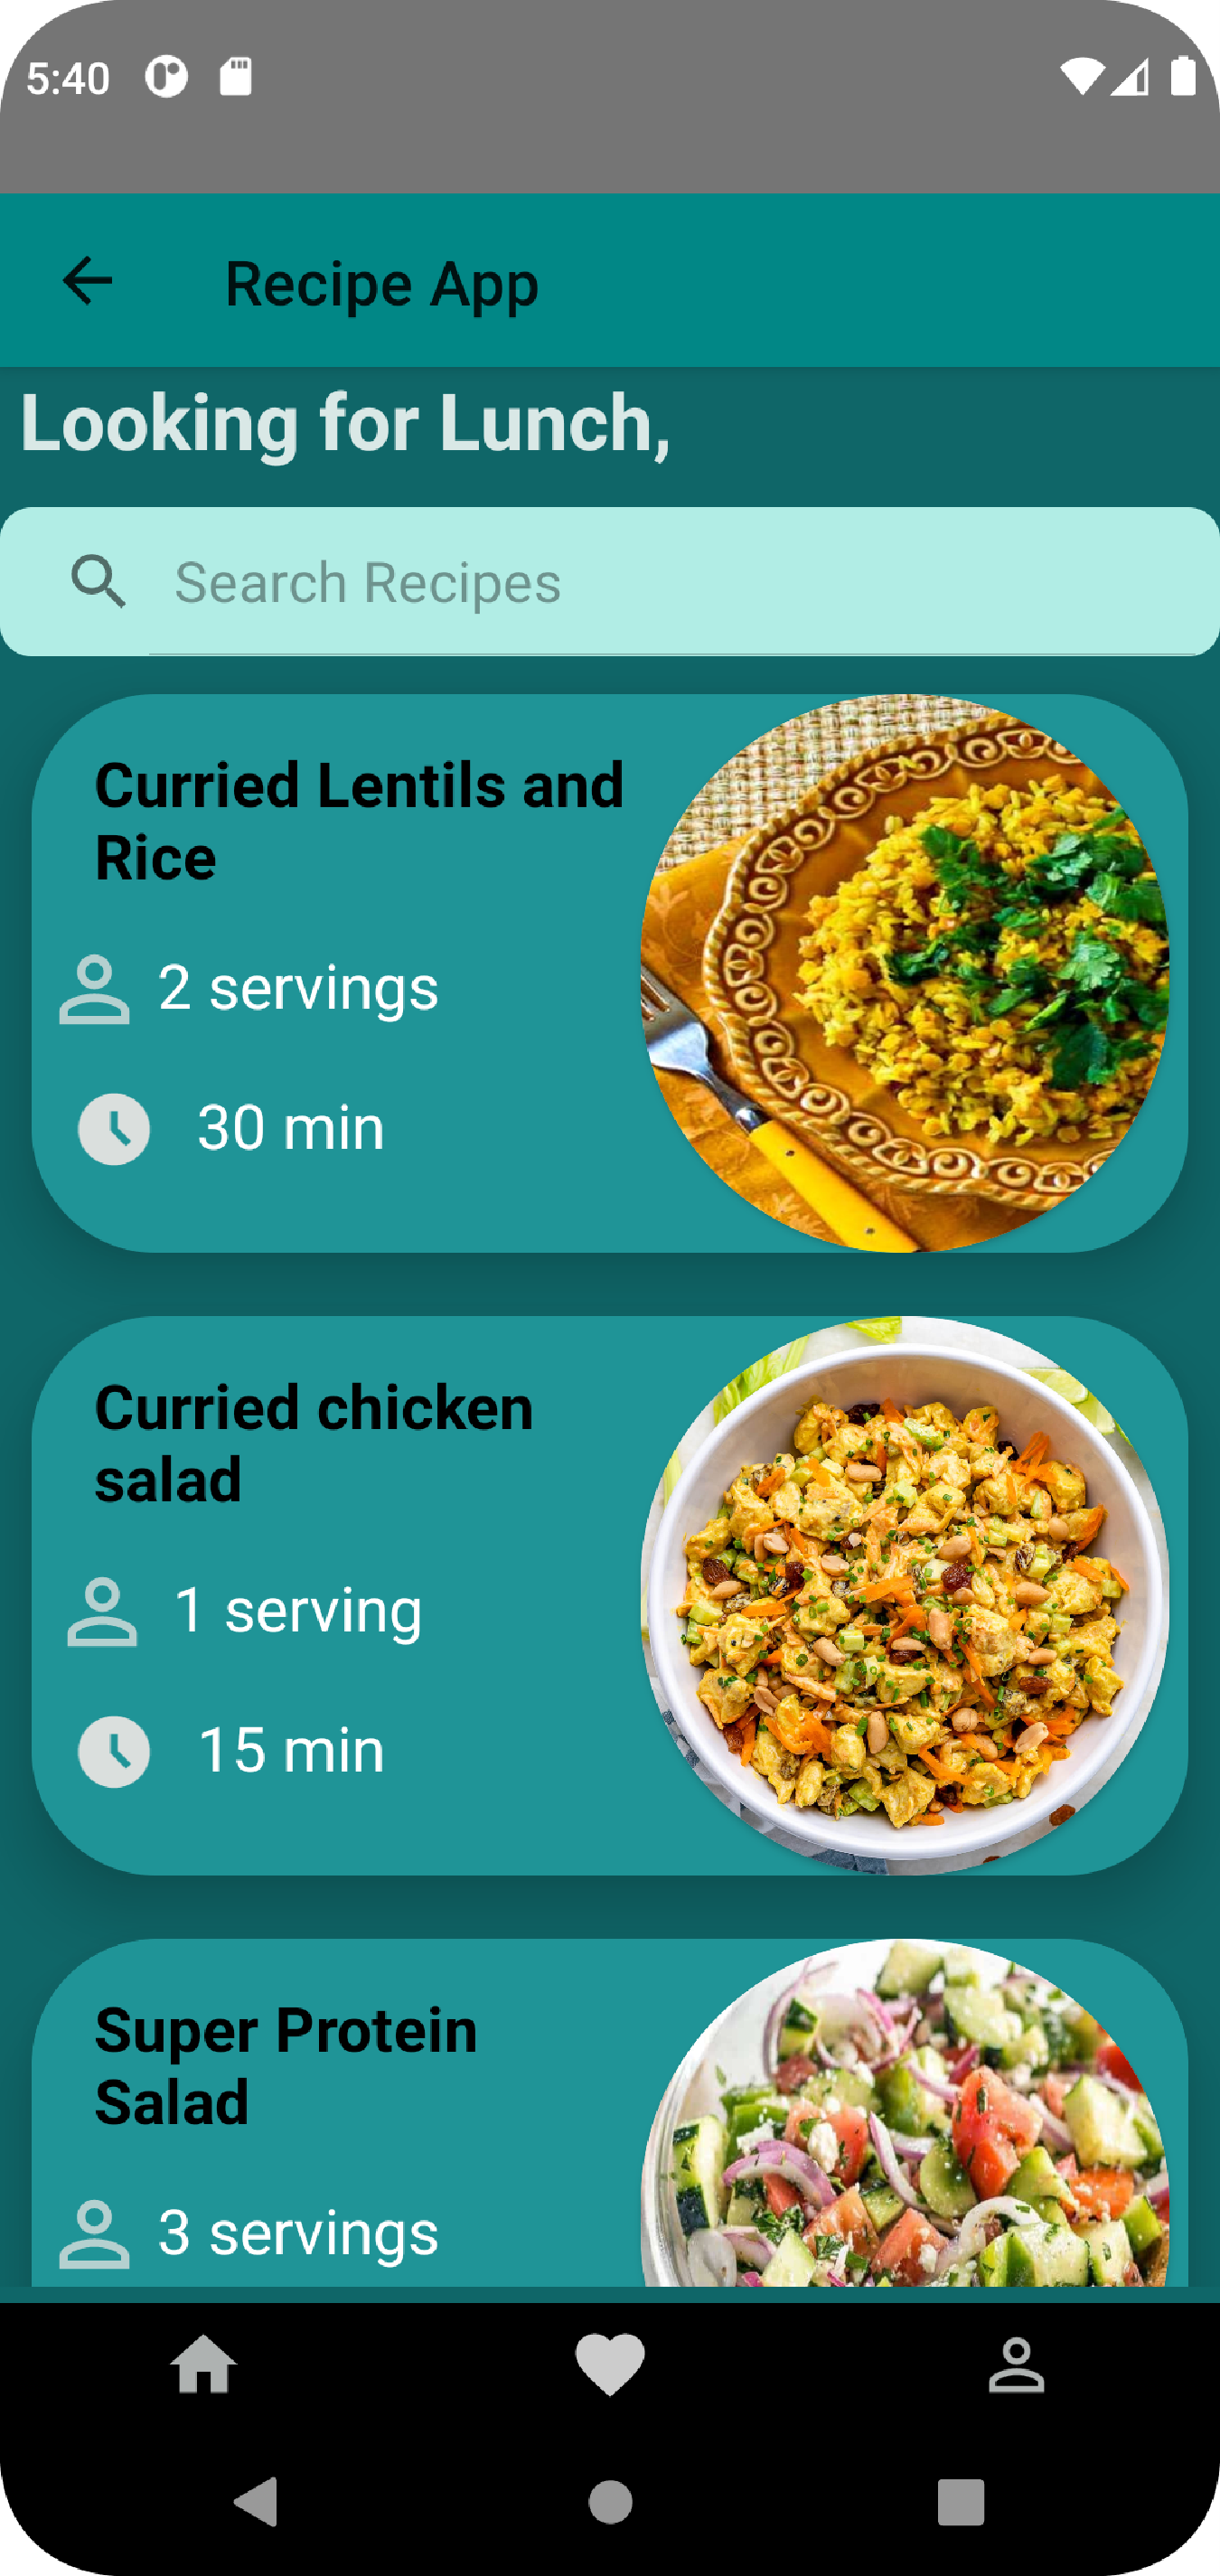 5:40
Recipe App
Looking for Lunch,
Search Recipes
Curried Lentils and
Rice
2 servings
30 min
Curried chicken
salad
1 serving
15 min
Super Protein
Salad
3 servings